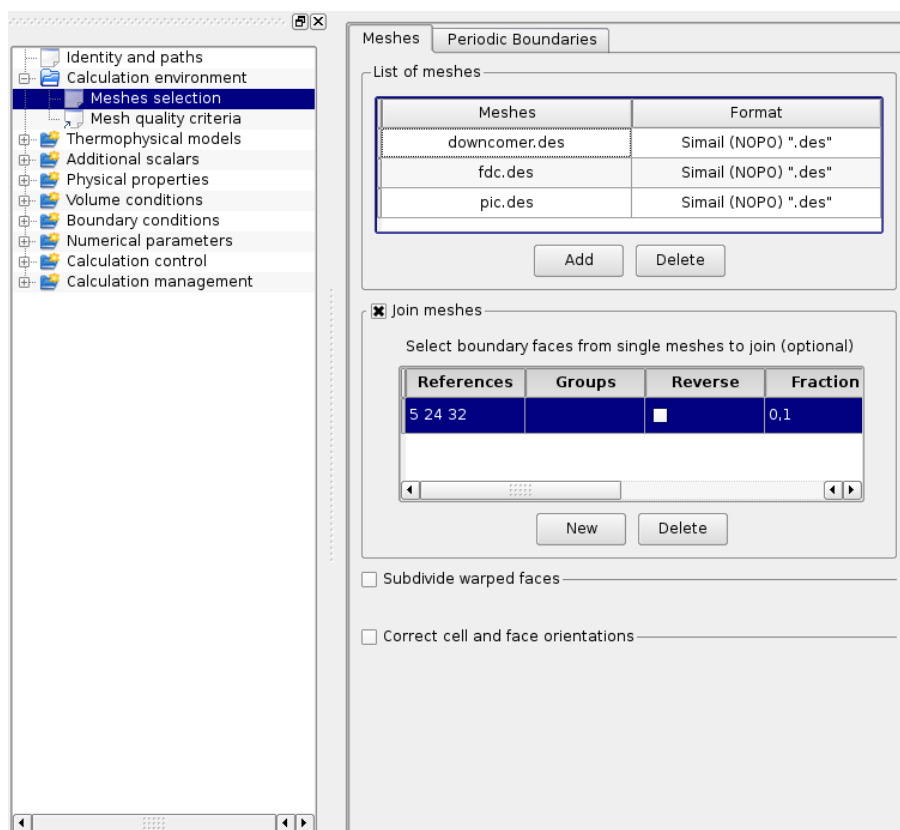 Identity and paths
Calculation environment
Meshes selection
Mesh quality criteria
Thermophysical models
Additional scalars
Physical properties
Volume conditions
Boundary conditions
Numerical parameters
Calculation control
Calculation management
Meshes Periodic Boundaries
List of meshes
Meshes Format
downcomer.des Simail (NOPO) ".des"
fdc.des Simail (NOPO) ".des"
pic.des Simail (NOPO) ".des"
Add Delete
Join meshes
Select boundary faces from single meshes to join (optional)
References Groups Reverse Fraction
5 24 32 0,1
New Delete
Subdivide warped faces
Correct cell and face orientations